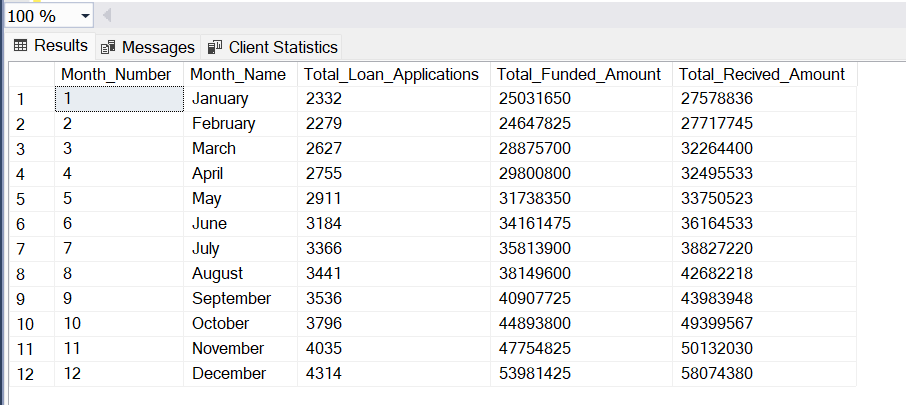 100 %
Results Messages Client Statistics
Month_Number Month_Name Total_Loan_Applications Total_Funded_Amount Total_Recived_Amount
1 1 January 2332 25031650 27578836
2 2 February 2279 24647825 27717745
3 3 March 2627 28875700 32264400
4 4 April 2755 29800800 32495533
5 5 May 2911 31738350 33750523
6 6 June 3184 34161475 36164533
7 7 July 3366 35813900 38827220
8 8 August 3441 38149600 42682218
9 9 September 3536 40907725 43983948
10 10 October 3796 44893800 49399567
11 11 November 4035 47754825 50132030
12 12 December 4314 53981425 58074380